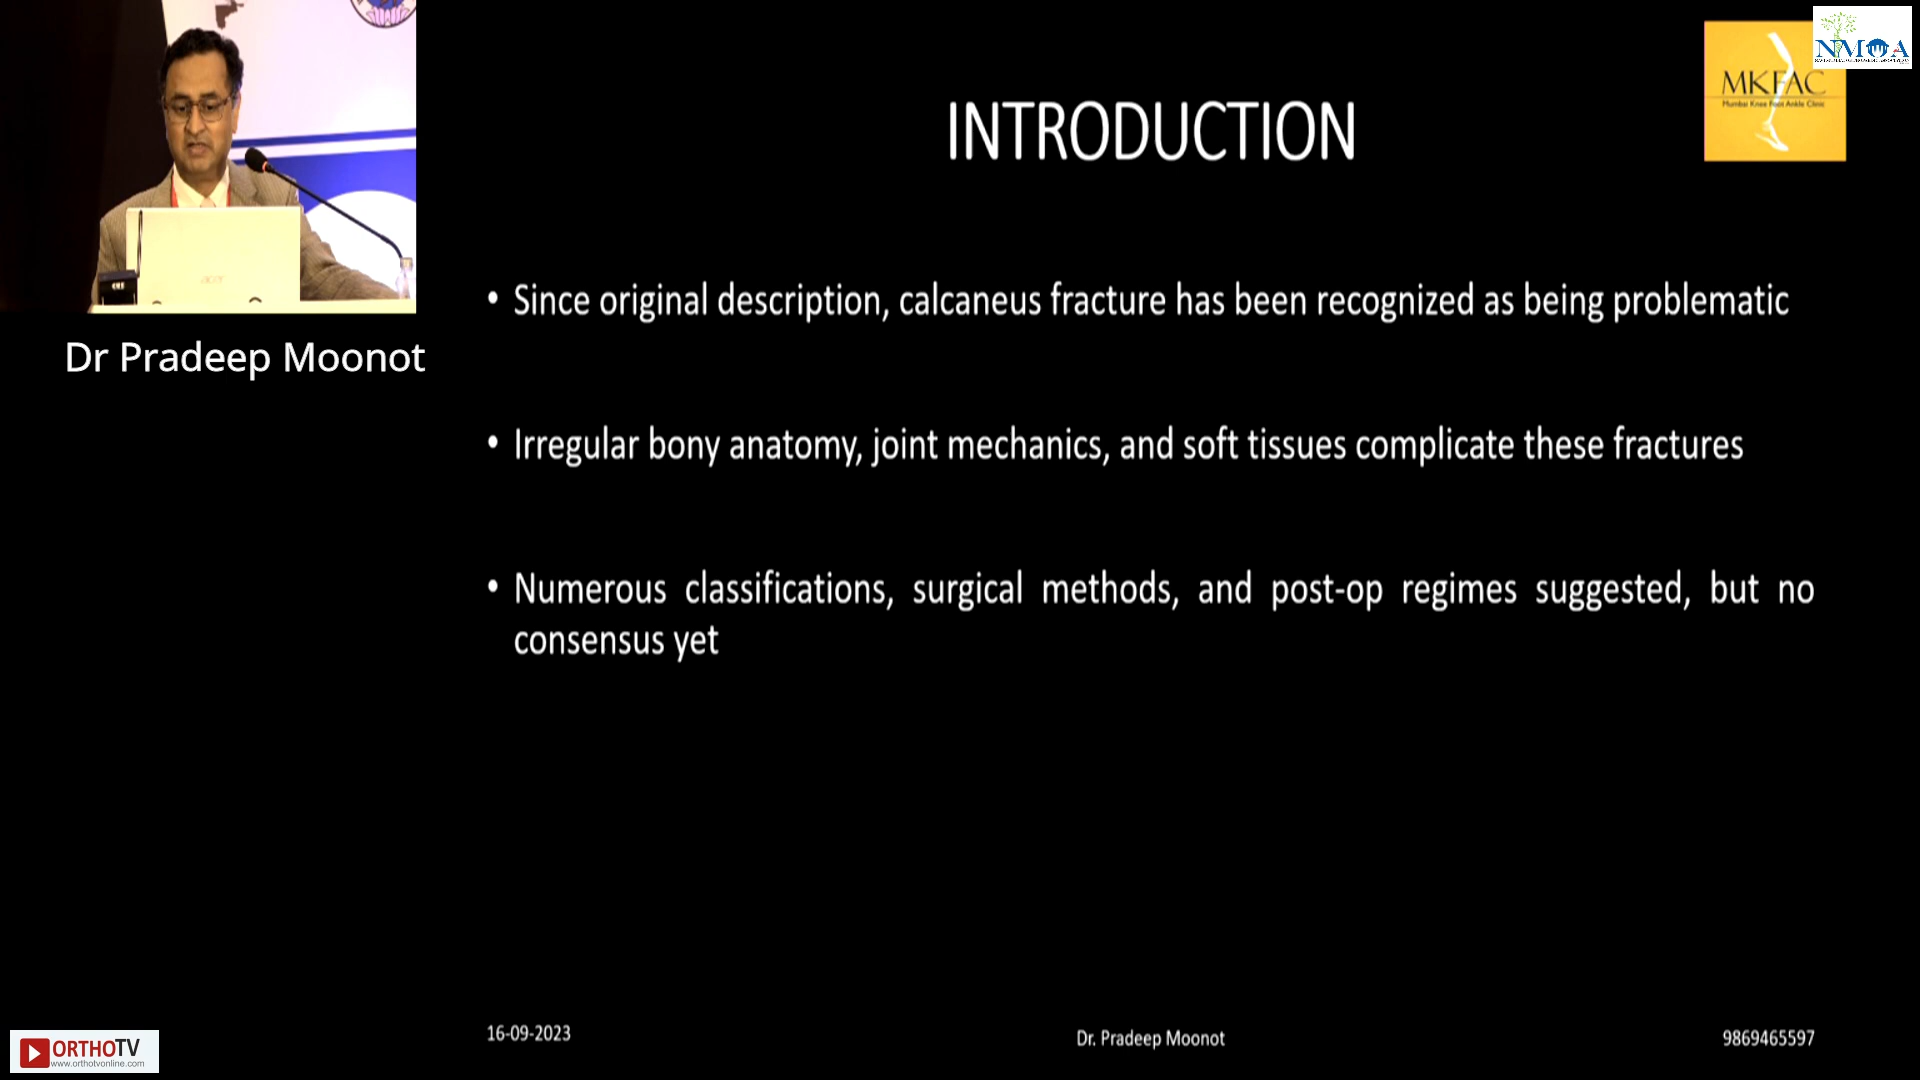 NMOA
MKFAC
Mumbai Knee Foot Ankle Clinic
INTRODUCTION
acer
Dr Pradeep Moonot
• Since original description, calcaneus fracture has been recognized as being problematic
• Irregular bony anatomy, joint mechanics, and soft tissues complicate these fractures
• Numerous classifications, surgical methods, and post-op regimes suggested, but no
consensus yet
16-09-2023
Dr. Pradeep Moonot
9869465597
ORTHOTV
www.orthotvonline.com